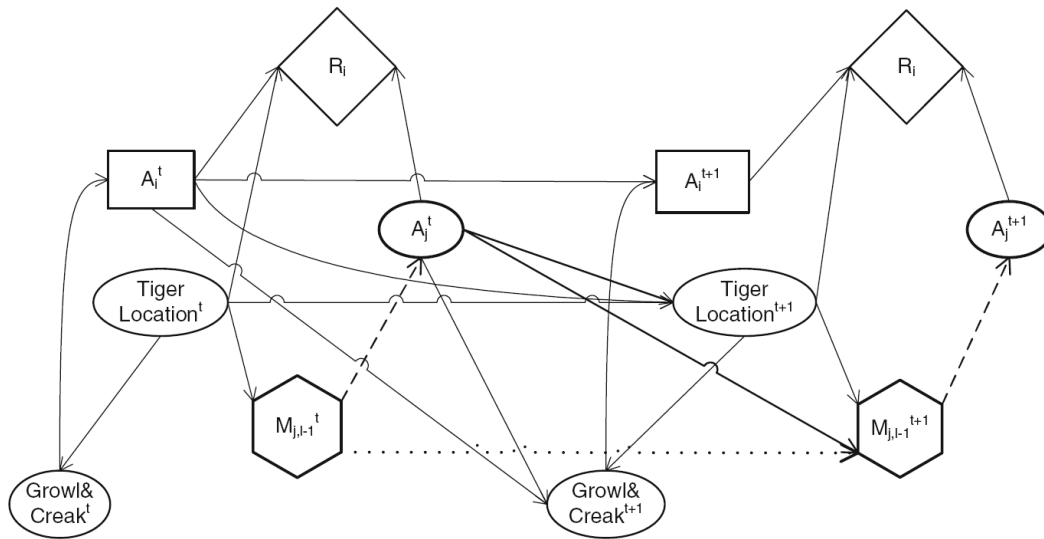 R_i
R_i
A_i^t
A_i^{t+1}
A_j^t
A_j^{t+1}
Tiger
Location^t
Tiger
Location^{t+1}
M_{j,l-1}^t
M_{j,l-1}^{t+1}
Growl&
Creak^t
Growl&
Creak^{t+1}